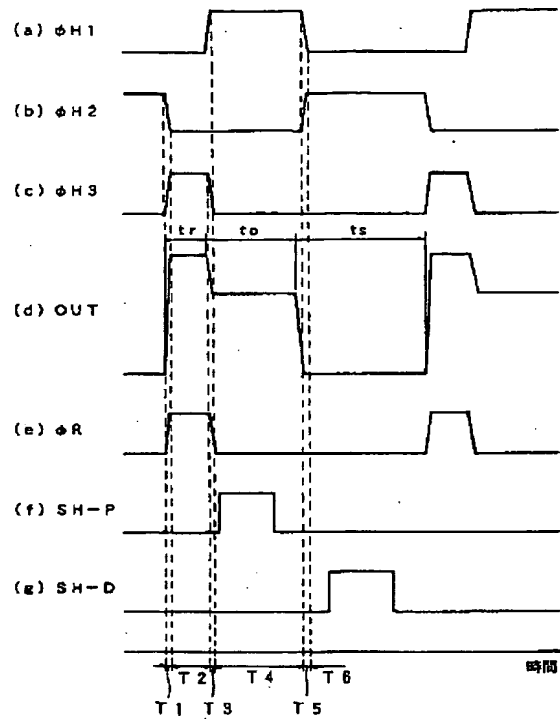 (a) φH1
(b) φH2
(c) φH3
tr to ts
(d) OUT
(e) φR
(f) SH-P
(g) SH-D
時間
T2 T4 T6
T1 T3 T5